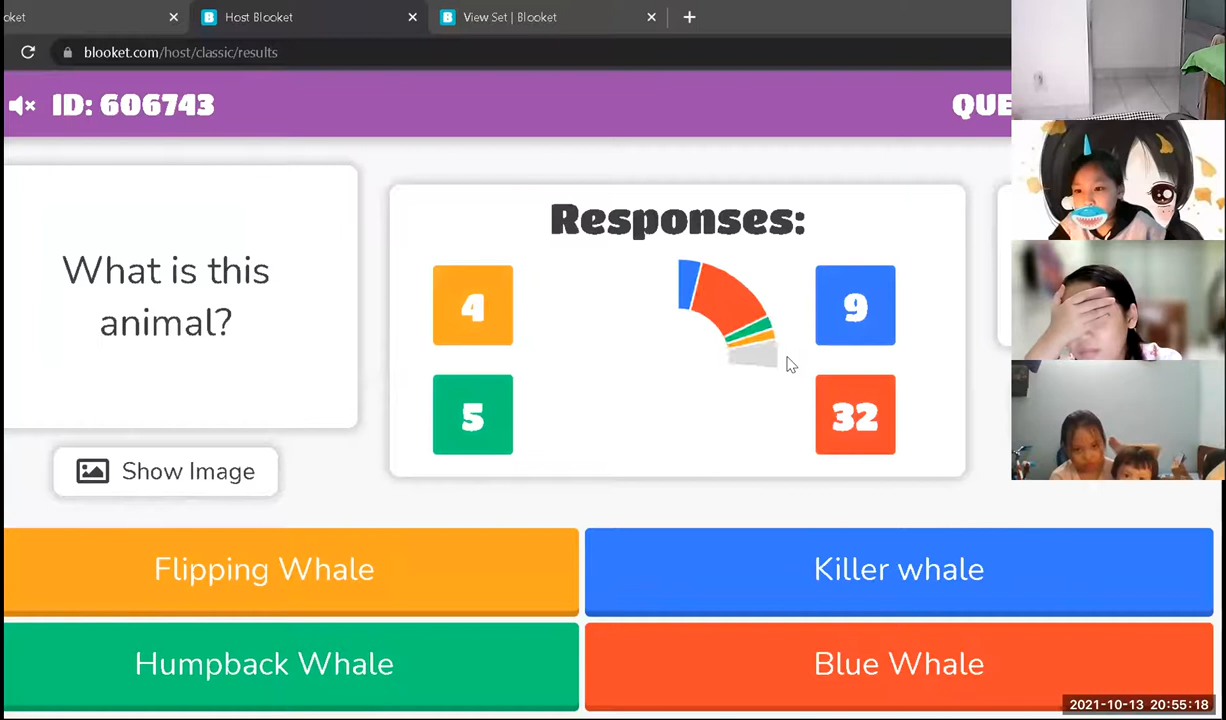 ooket
Host Blooket
View Set | Blooket
blooket.com/host/classic/results
ID: 606743
QUE
What is this
animal?
Show Image
Responses:
4
9
5
32
Flipping Whale
Killer whale
Humpback Whale
Blue Whale
2021-10-13 20:55:18